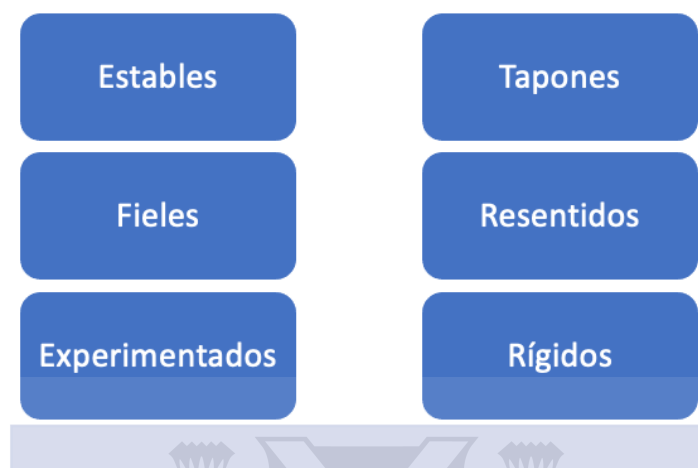 Estables
Tapones
Fieles
Resentidos
Experimentados
Rígidos